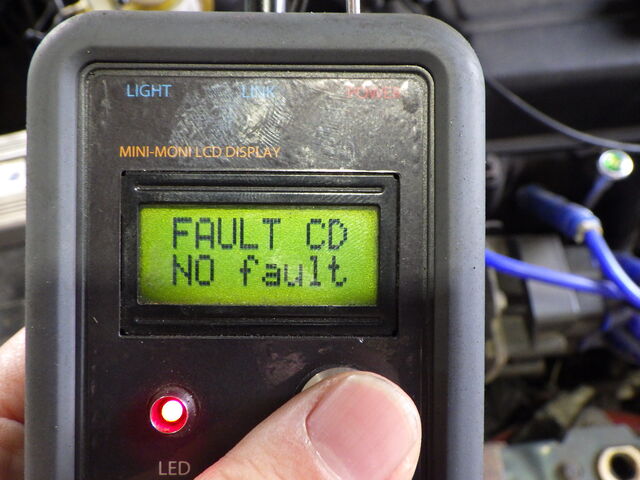 LIGHT LINK POWER
MINI-MONI LCD DISPLAY
FAULT CD
NO fault
LED